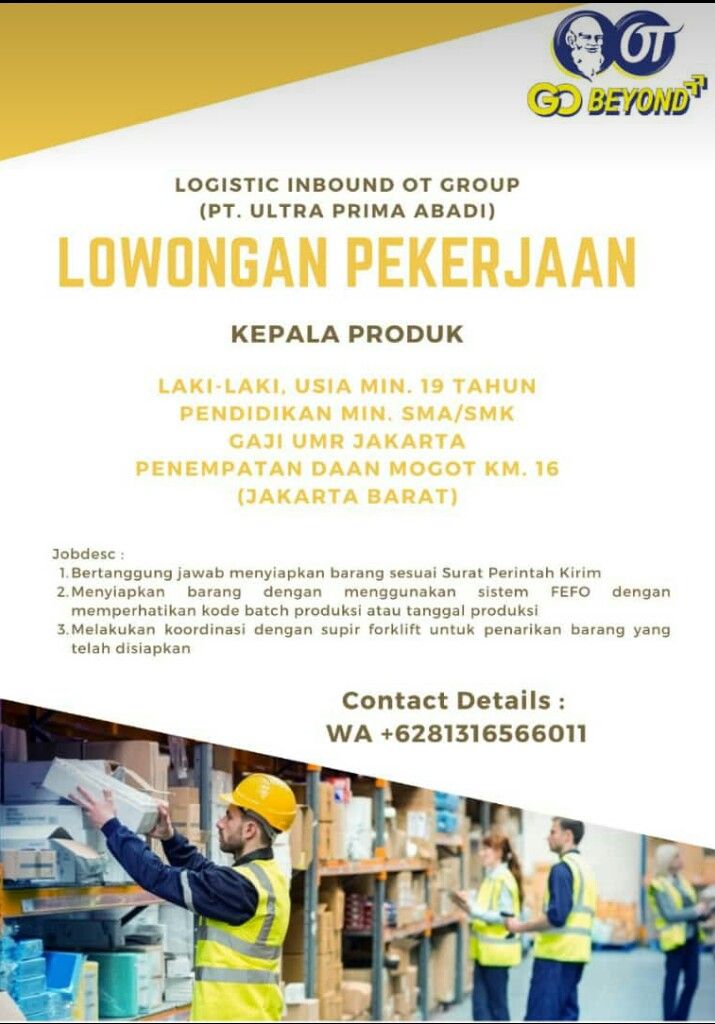 OT
GO BEYOND
LOGISTIC INBOUND OT GROUP
(PT. ULTRA PRIMA ABADI)
LOWONGAN PEKERJAAN
KEPALA PRODUK
LAKI-LAKI, USIA MIN. 19 TAHUN
PENDIDIKAN MIN. SMA/SMK
GAJI UMR JAKARTA
PENEMPATAN DAAN MOGOT KM. 16
(JAKARTA BARAT)
Jobdesc :
1. Bertanggung jawab menyiapkan barang sesuai Surat Perintah Kirim
2. Menyiapkan barang dengan menggunakan sistem FEFO dengan
memperhatikan kode batch produksi atau tanggal produksi
3. Melakukan koordinasi dengan supir forklift untuk penarikan barang yang
telah disiapkan
Contact Details :
WA +6281316566011